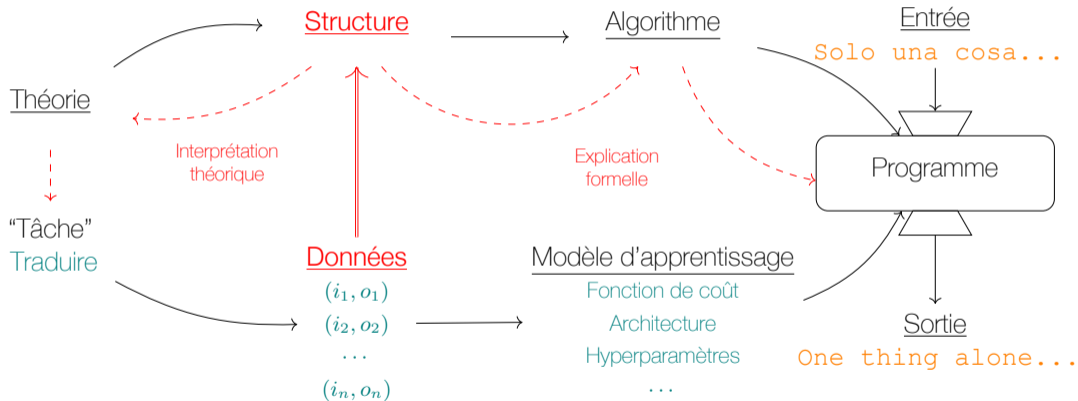 Structure
Algorithme
Entrée
Solo una cosa...
Théorie
Interprétation
théorique
Explication
formelle
Programme
“Tâche”
Traduire
Données
(i₁, o₁)
(i₂, o₂)
...
(iₙ, oₙ)
Modèle d'apprentissage
Fonction de coût
Architecture
Hyperparamètres
...
Sortie
One thing alone...